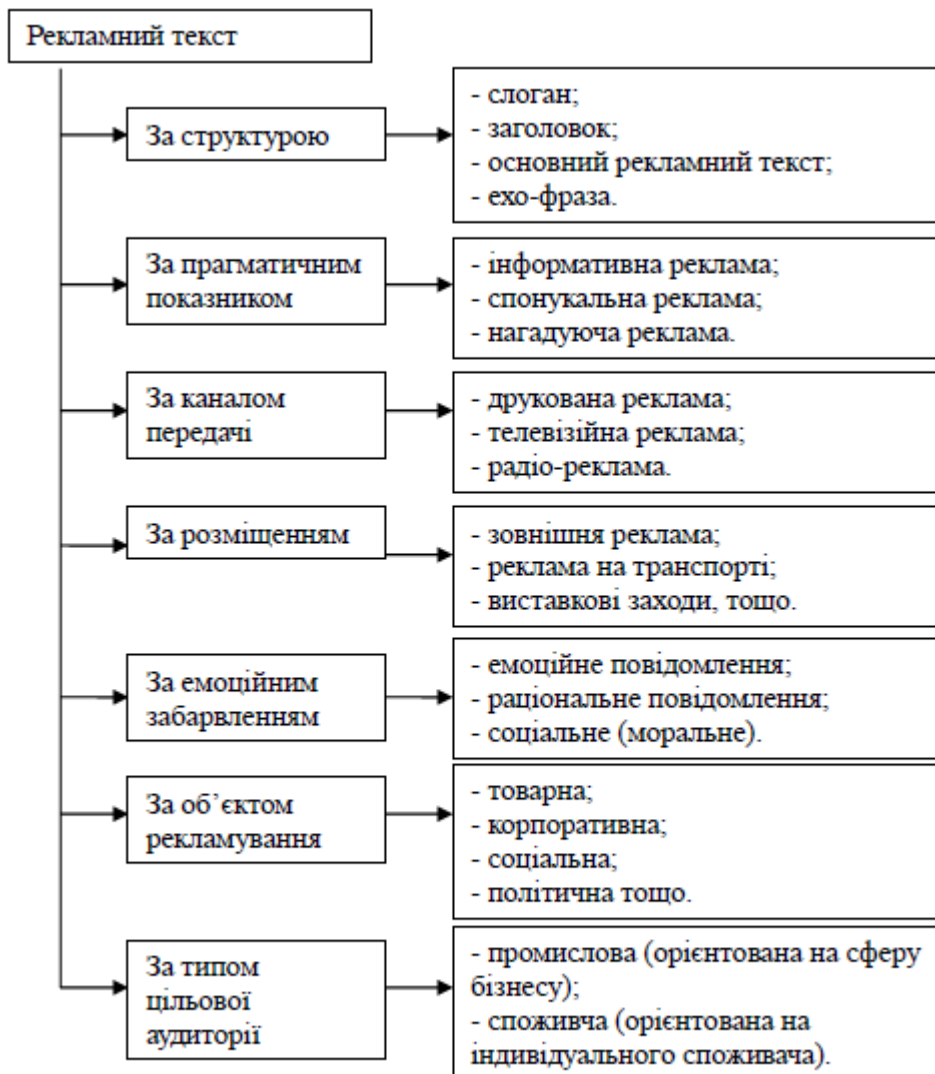 Рекламний текст
За структурою
- слоган;
- заголовок;
- основний рекламний текст;
- ехо-фраза.
За прагматичним
показником
- інформативна реклама;
- спонукальна реклама;
- нагадуюча реклама.
За каналом
передачі
- друкована реклама;
- телевізійна реклама;
- радіо-реклама.
За розміщенням
- зовнішня реклама;
- реклама на транспорті;
- виставкові заходи, тощо.
За емоційним
забарвленням
- емоційне повідомлення;
- раціональне повідомлення;
- соціальне (моральне).
За об’єктом
рекламування
- товарна;
- корпоративна;
- соціальна;
- політична тощо.
За типом
цільової
аудиторії
- промислова (орієнтована на сферу
бізнесу);
- споживча (орієнтована на
індивідуального споживача).